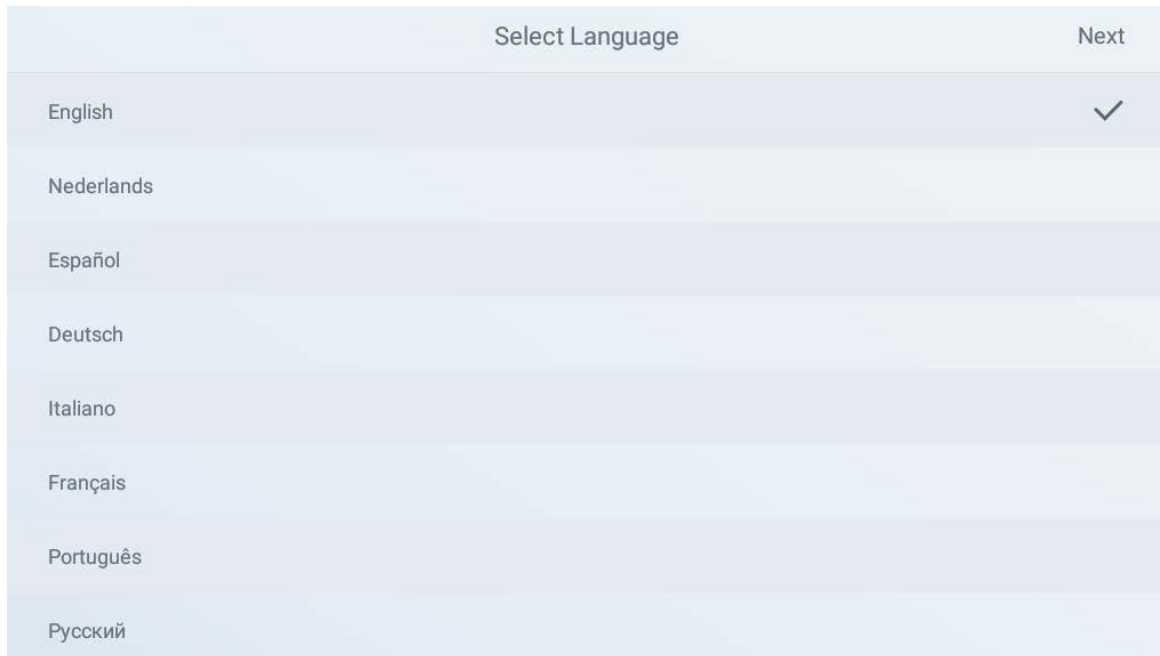 Select Language
Next
English
Nederlands
Español
Deutsch
Italiano
Français
Português
Русский